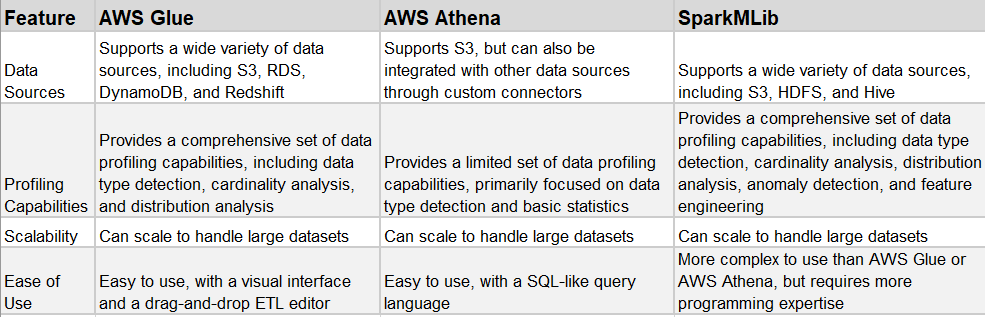 Feature
AWS Glue
AWS Athena
SparkMLib
Data
Sources
Supports a wide variety of data
sources, including S3, RDS,
DynamoDB, and Redshift
Supports S3, but can also be
integrated with other data sources
through custom connectors
Supports a wide variety of data sources,
including S3, HDFS, and Hive
Profiling
Capabilities
Provides a comprehensive set of data
profiling capabilities, including data
type detection, cardinality analysis,
and distribution analysis
Provides a limited set of data profiling
capabilities, primarily focused on data
type detection and basic statistics
Provides a comprehensive set of data
profiling capabilities, including data type
detection, cardinality analysis, distribution
analysis, anomaly detection, and feature
engineering
Scalability
Can scale to handle large datasets
Can scale to handle large datasets
Can scale to handle large datasets
Ease of
Use
Easy to use, with a visual interface
and a drag-and-drop ETL editor
Easy to use, with a SQL-like query
language
More complex to use than AWS Glue or
AWS Athena, but requires more
programming expertise